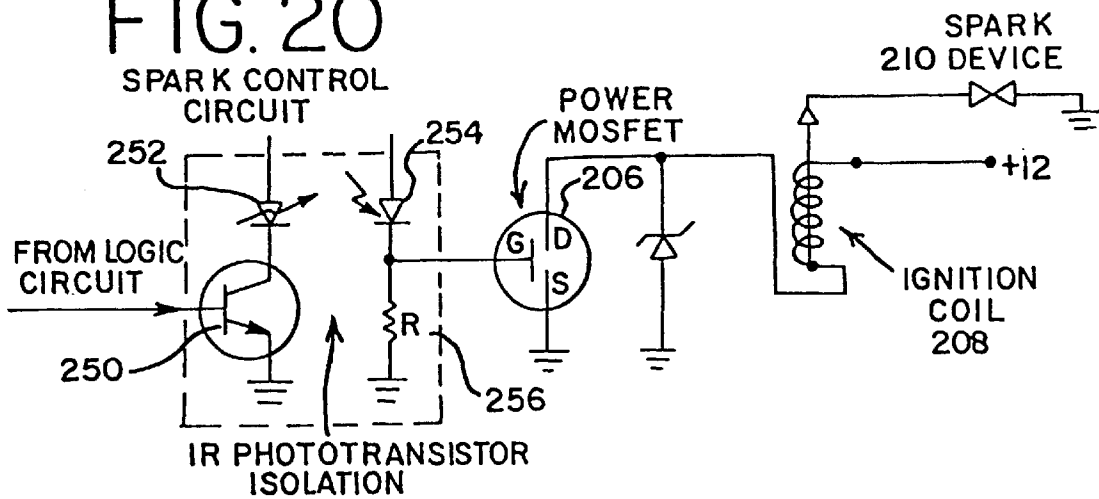 FIG. 20
SPARK CONTROL
CIRCUIT
252
254
FROM LOGIC
CIRCUIT
250
R
256
IR PHOTOTRANSISTOR
ISOLATION
POWER
MOSFET
206
G
D
S
SPARK
210 DEVICE
+12
IGNITION
COIL
208